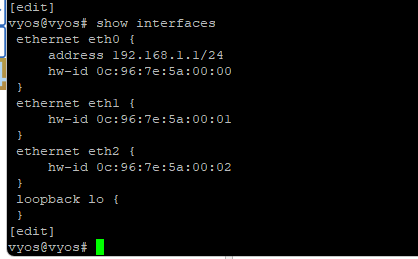 [edit]
vyos@vyos# show interfaces
 ethernet eth0 {
     address 192.168.1.1/24
     hw-id 0c:96:7e:5a:00:00
 }
 ethernet eth1 {
     hw-id 0c:96:7e:5a:00:01
 }
 ethernet eth2 {
     hw-id 0c:96:7e:5a:00:02
 }
 loopback lo {
 }
[edit]
vyos@vyos#